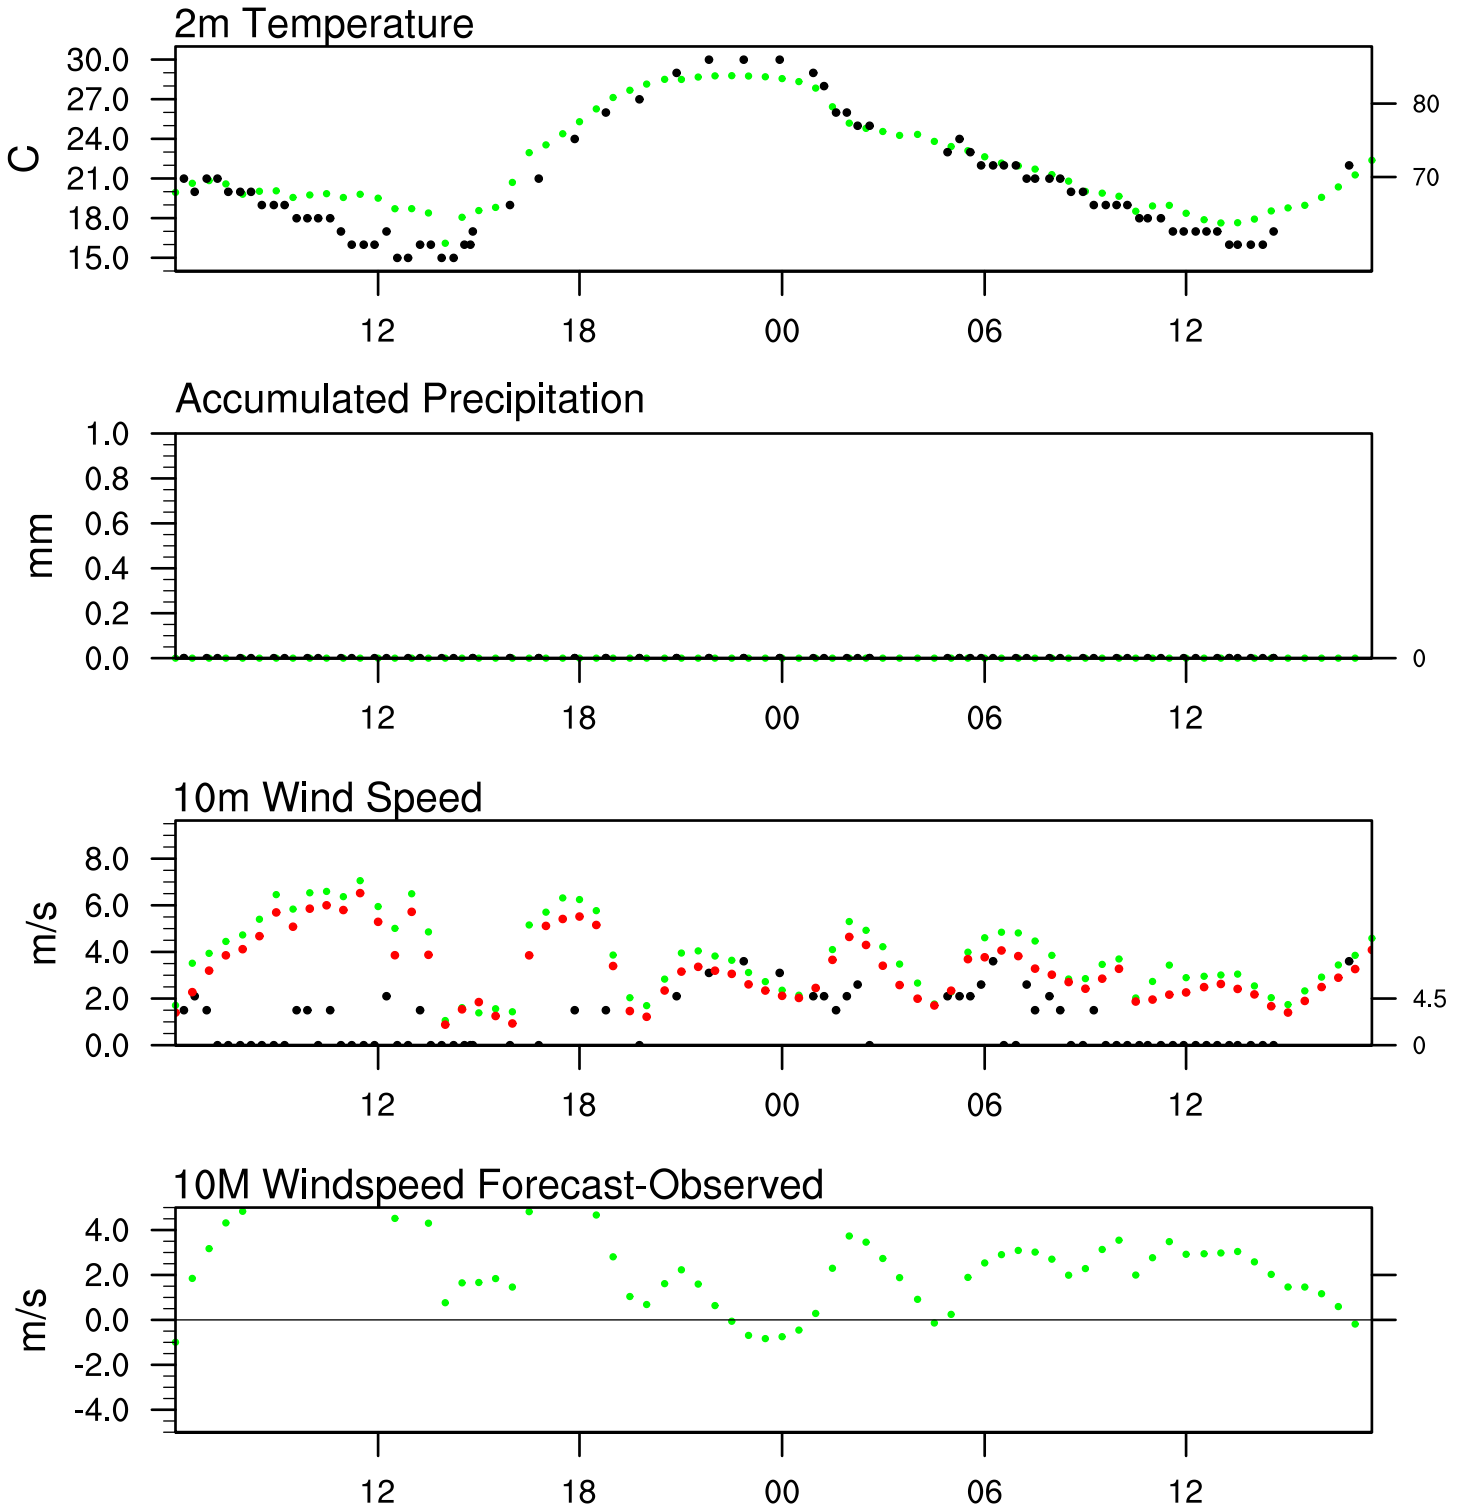 2m Temperature
30.0
27.0
24.0
21.0
18.0
15.0
C
80
70
12 18 00 06 12
Accumulated Precipitation
1.0
0.8
0.6
0.4
0.2
0.0
mm
0
12 18 00 06 12
10m Wind Speed
8.0
6.0
4.0
2.0
0.0
m/s
4.5
0
12 18 00 06 12
10M Windspeed Forecast-Observed
4.0
2.0
0.0
-2.0
-4.0
m/s
12 18 00 06 12